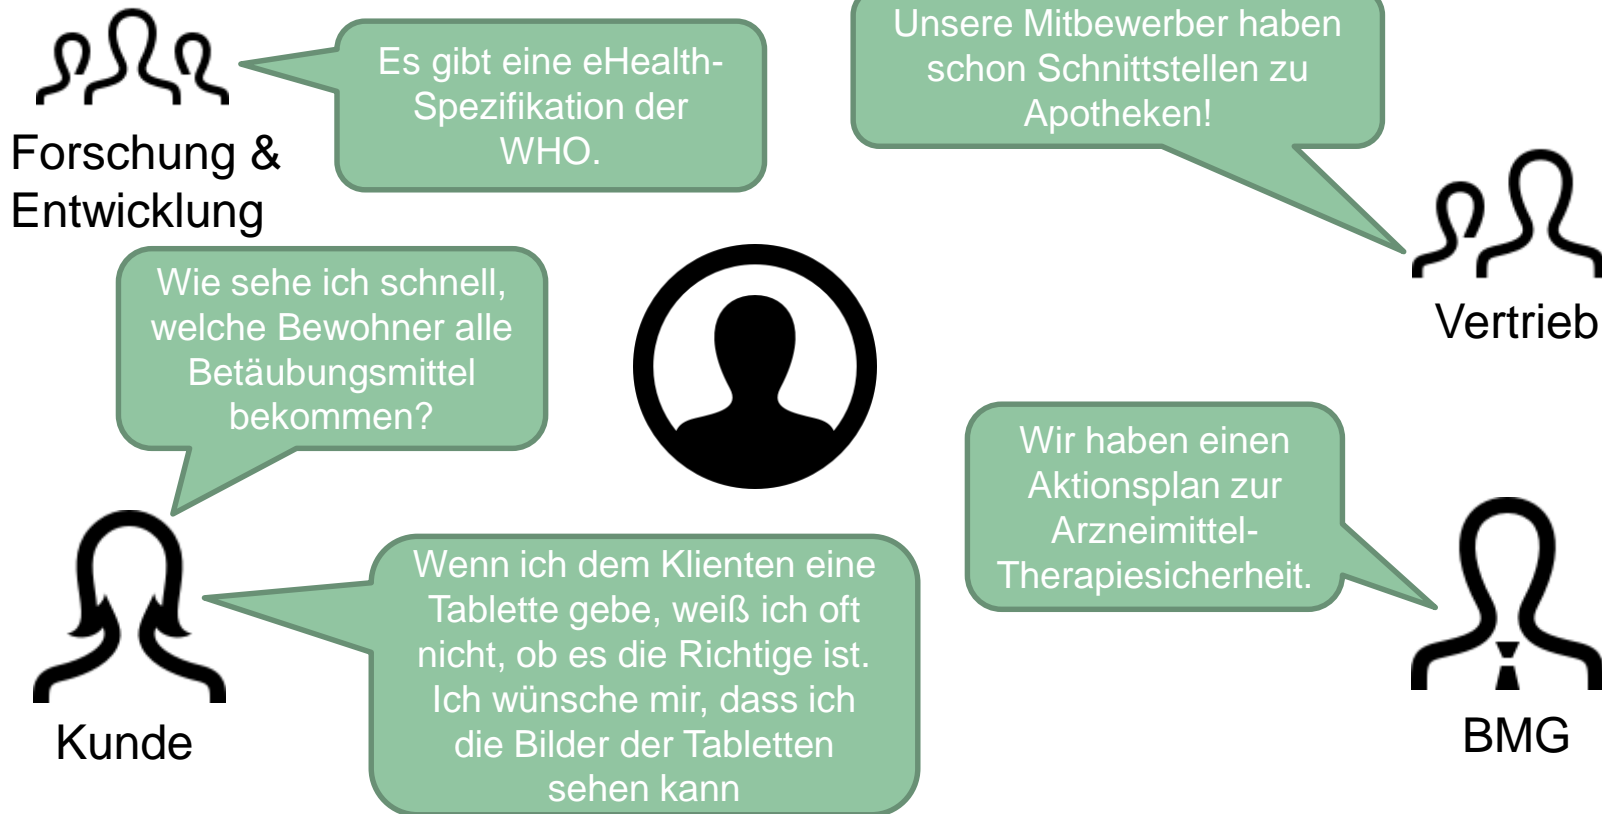 Es gibt eine eHealth-
Spezifikation der
WHO.
Forschung &
Entwicklung
Unsere Mitbewerber haben
schon Schnittstellen zu
Apotheken!
Vertrieb
Wie sehe ich schnell,
welche Bewohner alle
Betäubungsmittel
bekommen?
Wir haben einen
Aktionsplan zur
Arzneimittel-
Therapiesicherheit.
Wenn ich dem Klienten eine
Tablette gebe, weiß ich oft
nicht, ob es die Richtige ist.
Ich wünsche mir, dass ich
die Bilder der Tabletten
sehen kann
Kunde
BMG